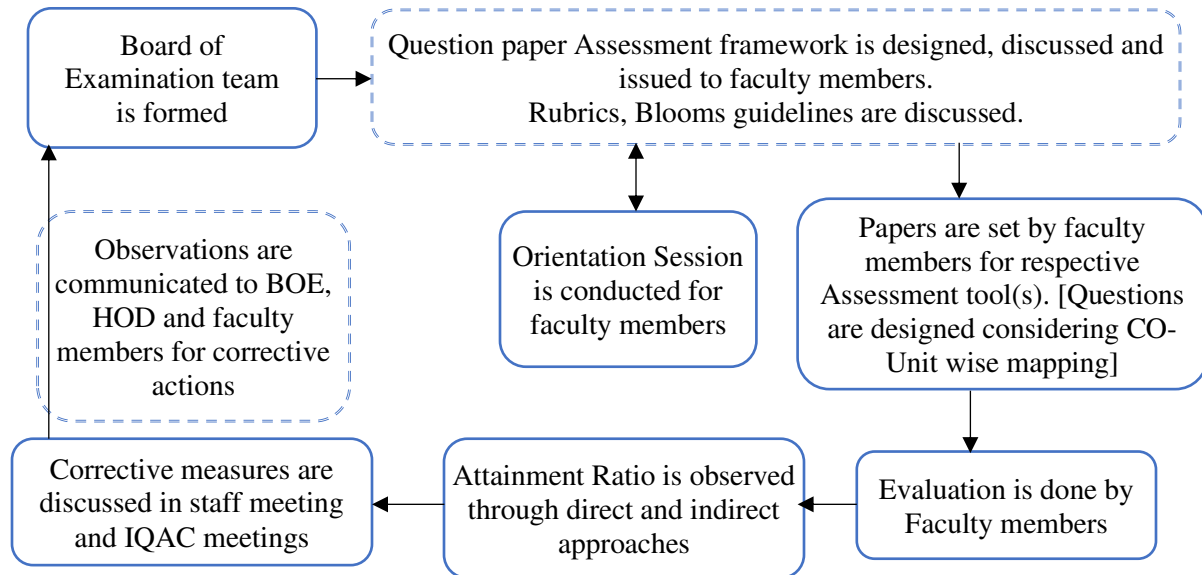 Board of
Examination team
is formed
Question paper Assessment framework is designed, discussed and
issued to faculty members.
Rubrics, Blooms guidelines are discussed.
Orientation Session
is conducted for
faculty members
Papers are set by faculty
members for respective
Assessment tool(s). [Questions
are designed considering CO-
Unit wise mapping]
Evaluation is done by
Faculty members
Attainment Ratio is observed
through direct and indirect
approaches
Corrective measures are
discussed in staff meeting
and IQAC meetings
Observations are
communicated to BOE,
HOD and faculty
members for corrective
actions